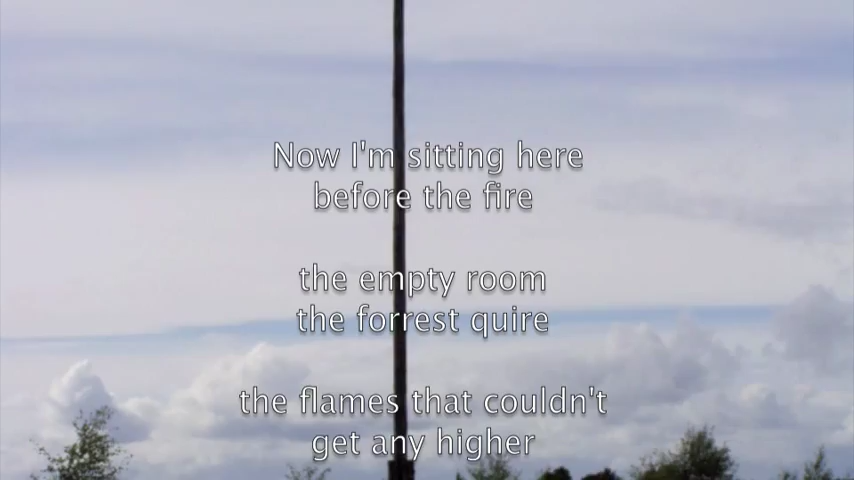 Now I'm sitting here
before the fire
the empty room
the forrest quire
the flames that couldn't
get any higher